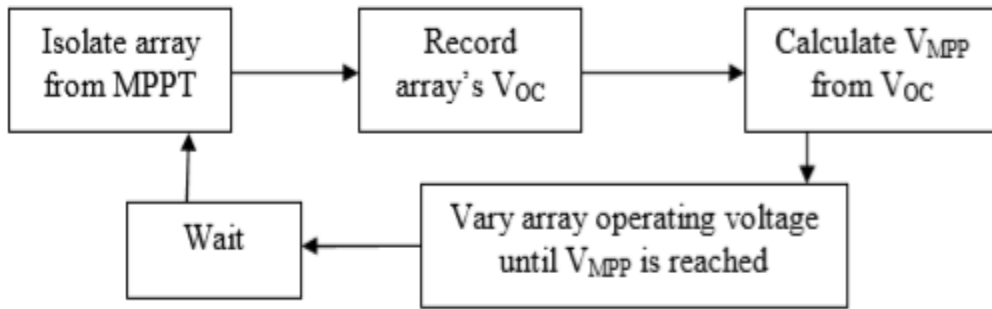 Isolate array
from MPPT
Record
array's VOC
Calculate VMPP
from VOC
Vary array operating voltage
until VMPP is reached
Wait